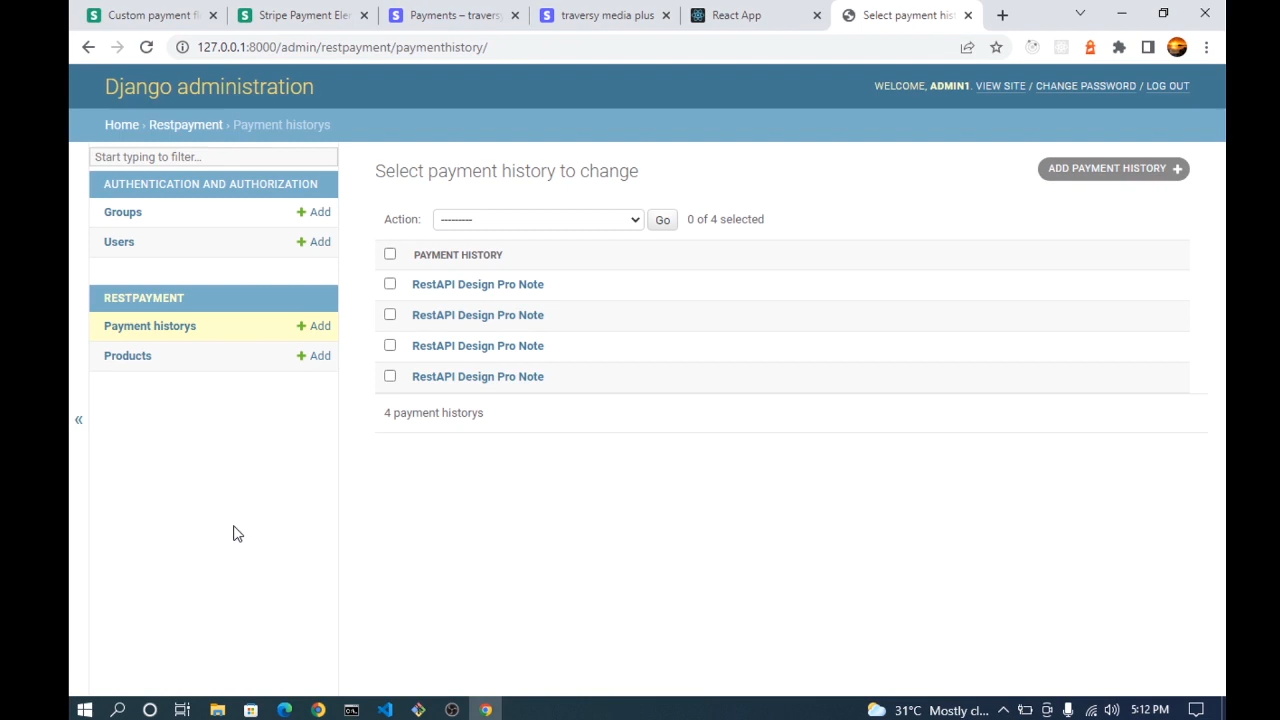 Custom payment fl
Stripe Payment Ele
Payments – travers
traversy media plus
React App
Select payment hist
127.0.0.1:8000/admin/restpayment/paymenthistory/
Django administration
WELCOME, ADMIN1. VIEW SITE / CHANGE PASSWORD / LOG OUT
Home › Restpayment › Payment historys
Start typing to filter...
AUTHENTICATION AND AUTHORIZATION
Groups + Add
Users + Add
RESTPAYMENT
Payment historys + Add
Products + Add
«
Select payment history to change
ADD PAYMENT HISTORY +
Action: --------- Go 0 of 4 selected
PAYMENT HISTORY
RestAPI Design Pro Note
RestAPI Design Pro Note
RestAPI Design Pro Note
RestAPI Design Pro Note
4 payment historys
31°C Mostly cl... 5:12 PM